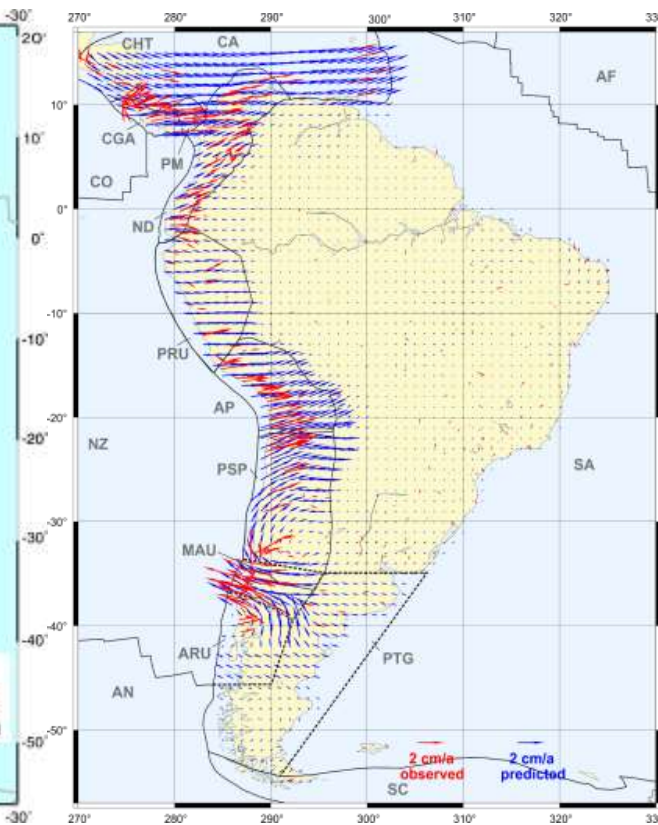 -30°
270° 280° 290° 300° 310° 320° 33
20°
10°
0°
-10°
-20°
-30°
-40°
-50°
10°
0°
-10°
-20°
-30°
-40°
-50°
-30°
CHT
CA
AF
CGA
PM
CO
ND
PRU
AP
NZ
PSP
SA
MAU
ARU
PTG
AN
2 cm/a
observed
2 cm/a
predicted
SC
270° 280° 290° 300° 310° 320° 33